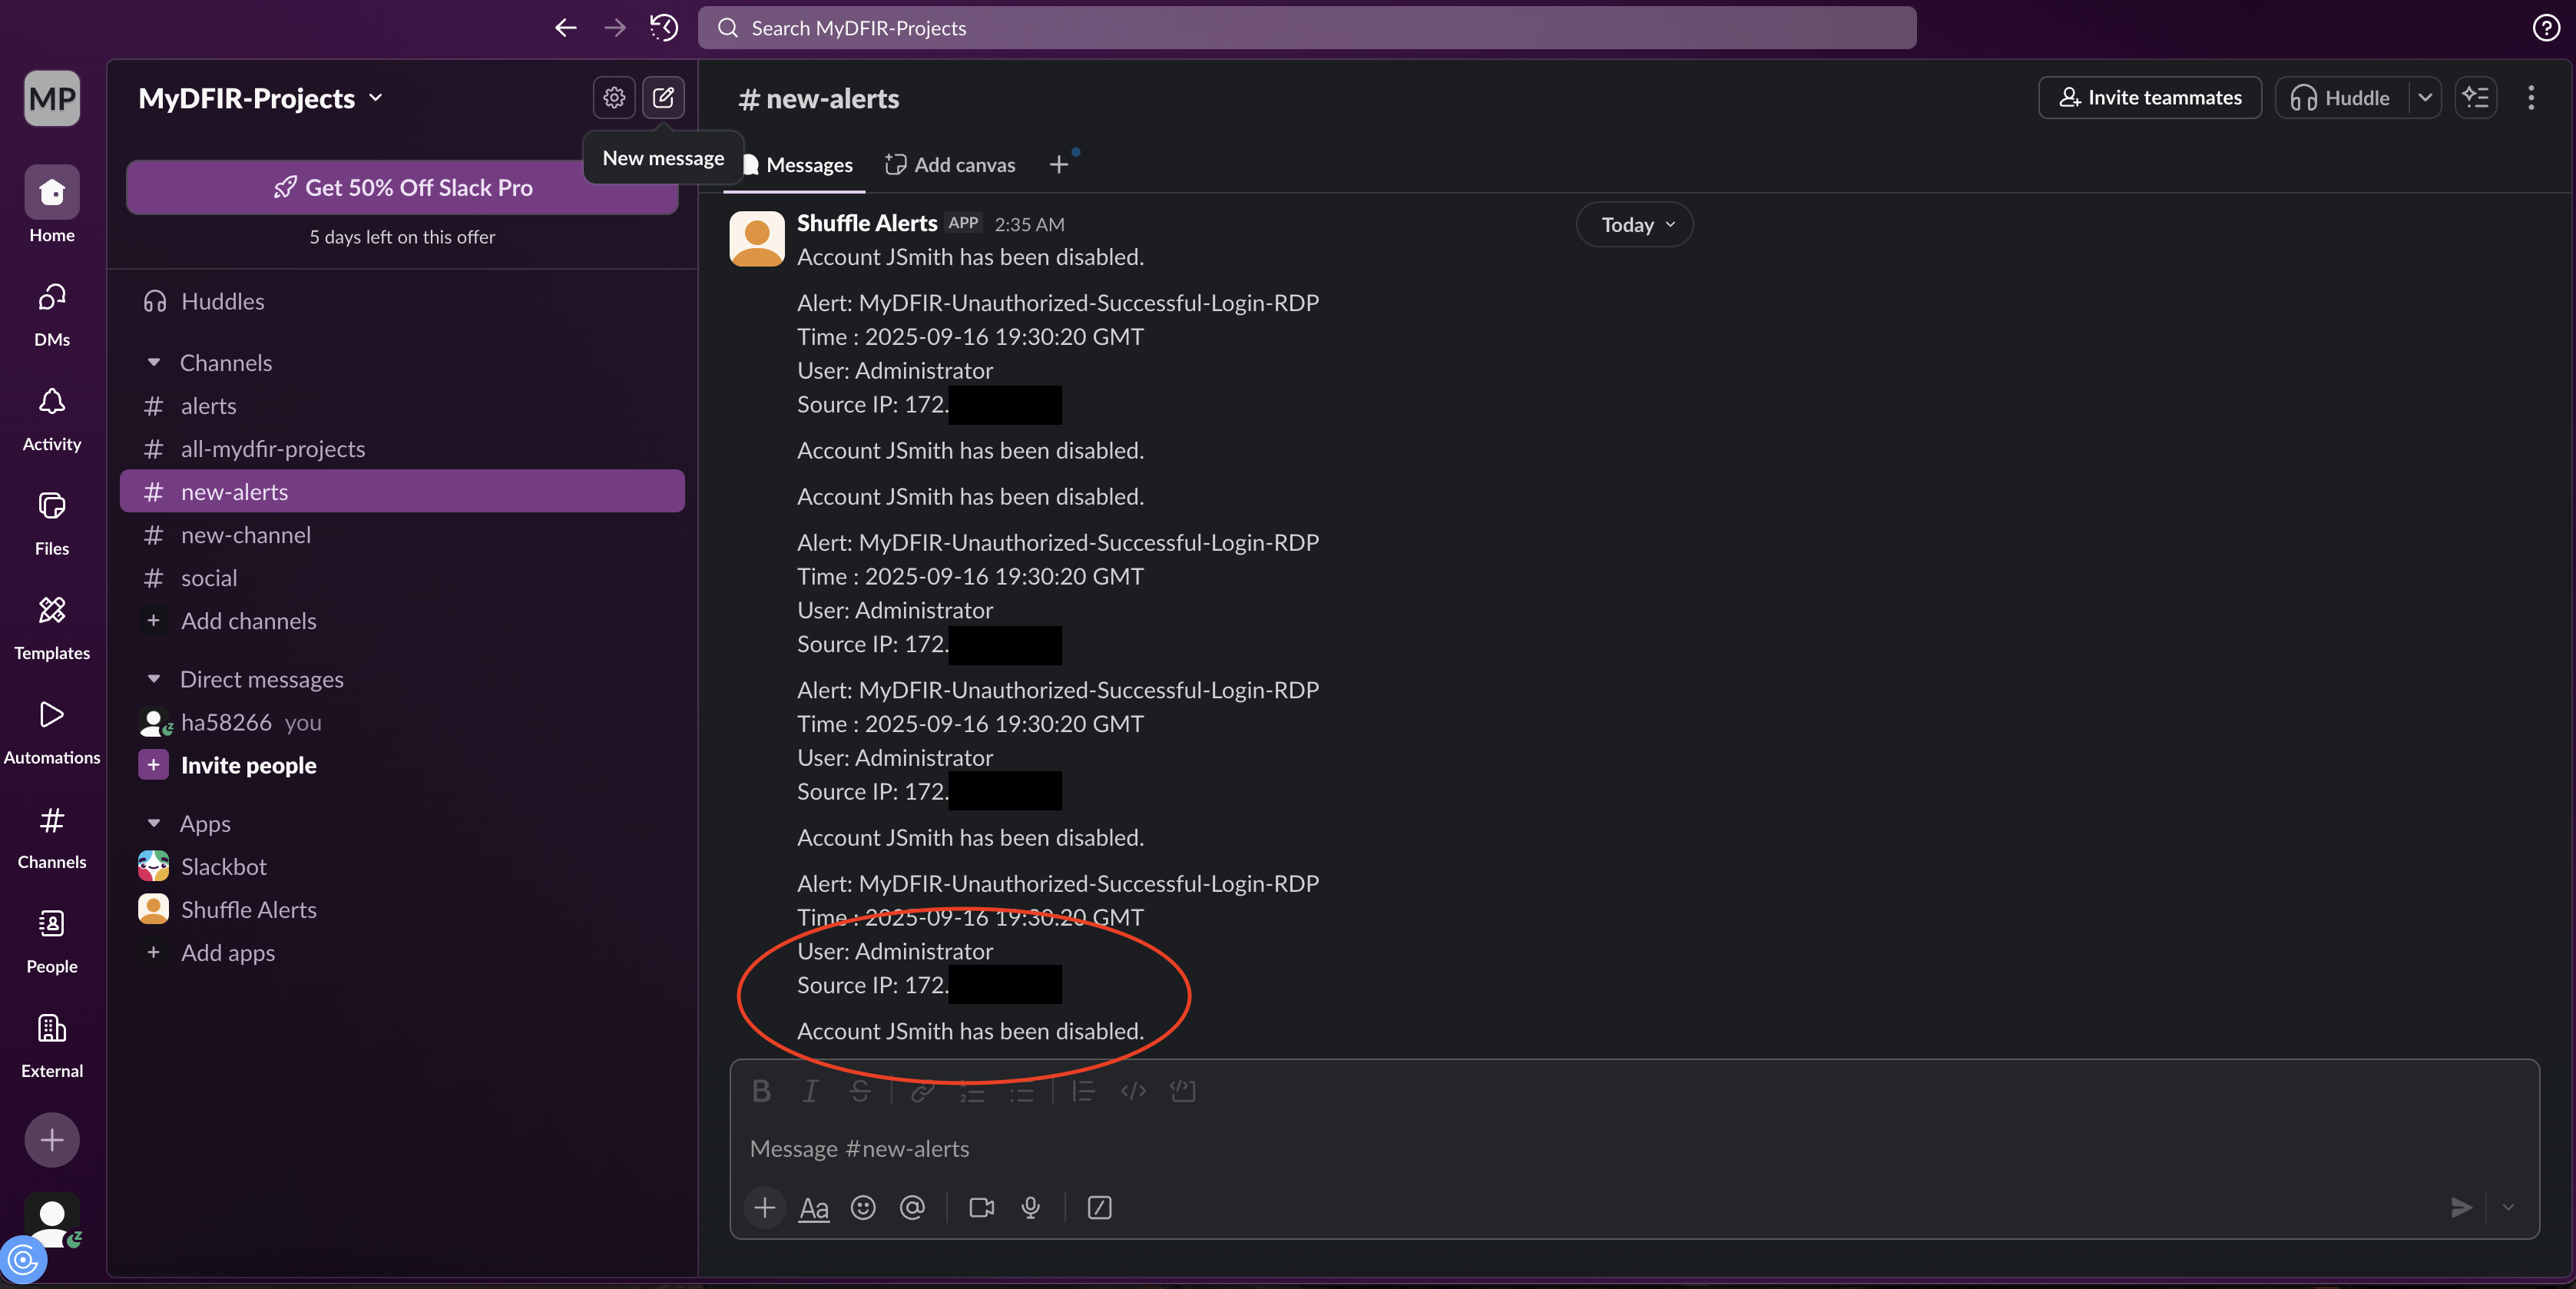 Search MyDFIR-Projects
MP
Home
DMs
Activity
Files
Templates
Automations
Channels
People
External
MyDFIR-Projects
New message
Get 50% Off Slack Pro
5 days left on this offer
Huddles
Channels
# alerts
# all-mydfir-projects
# new-alerts
# new-channel
# social
+ Add channels
Direct messages
ha58266 you
+ Invite people
Apps
Slackbot
Shuffle Alerts
+ Add apps
# new-alerts
Invite teammates
Huddle
Messages
Add canvas
+
Today
Shuffle Alerts APP 2:35 AM
Account JSmith has been disabled.
Alert: MyDFIR-Unauthorized-Successful-Login-RDP
Time : 2025-09-16 19:30:20 GMT
User: Administrator
Source IP: 172.
Account JSmith has been disabled.
Account JSmith has been disabled.
Alert: MyDFIR-Unauthorized-Successful-Login-RDP
Time : 2025-09-16 19:30:20 GMT
User: Administrator
Source IP: 172.
Alert: MyDFIR-Unauthorized-Successful-Login-RDP
Time : 2025-09-16 19:30:20 GMT
User: Administrator
Source IP: 172.
Account JSmith has been disabled.
Alert: MyDFIR-Unauthorized-Successful-Login-RDP
Time : 2025-09-16 19:30:20 GMT
User: Administrator
Source IP: 172.
Account JSmith has been disabled.
Message #new-alerts
Aa